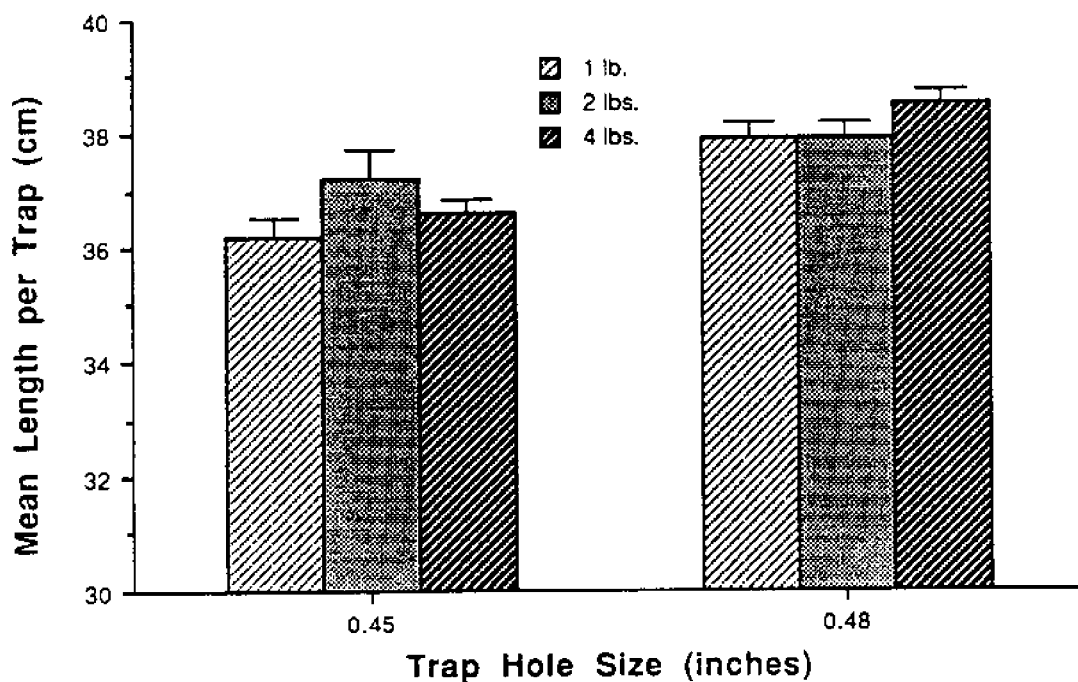 Mean Length per Trap (cm)
40
38
36
34
32
30
1 lb.
2 lbs.
4 lbs.
0.45
0.48
Trap Hole Size (inches)